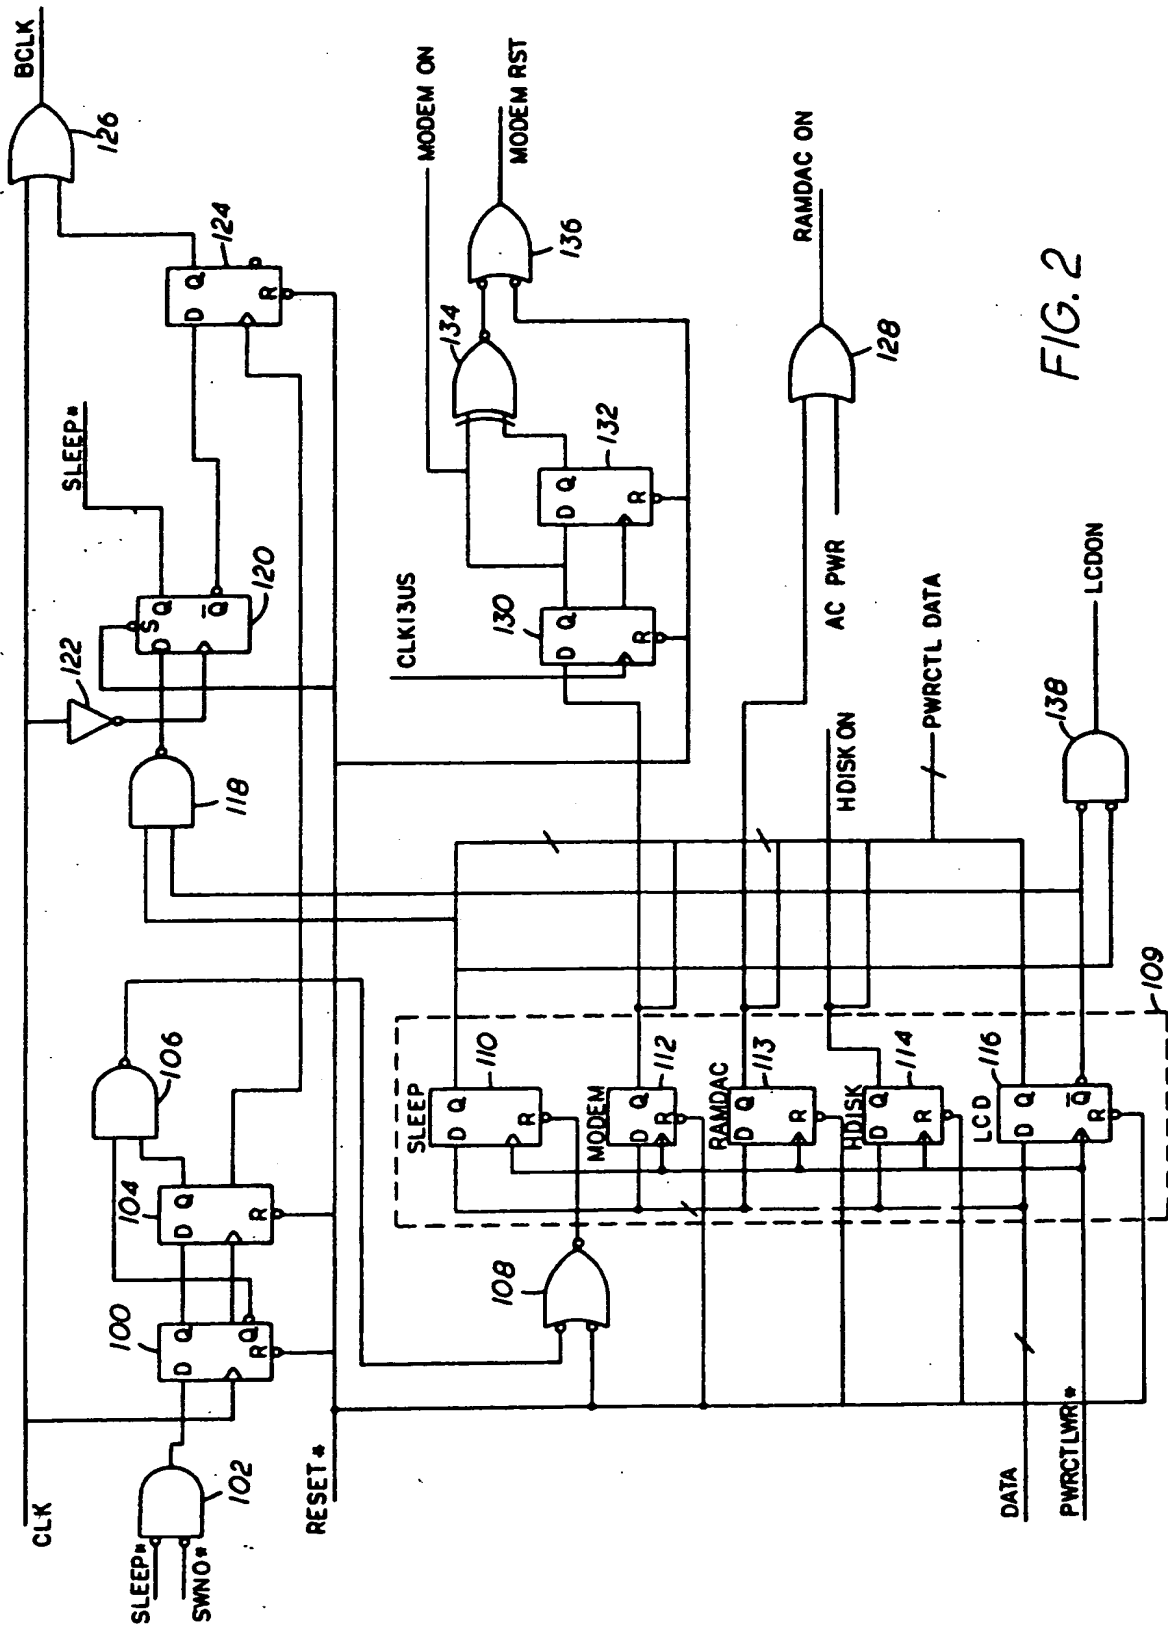 BCLK
126
D Q
124
R
SLEEP*
S
D Q
Q̅
120
122
118
106
104
D Q
R
100
D Q
Q
R
102
SLEEP*
SWNO*
CLK
RESET*
MODEM ON
MODEM RST
136
134
132
D Q
R
130
D Q
R
CLK13US
RAMDAC ON
128
AC PWR
HDISK ON
PWRCTL DATA
LCDON
138
109
SLEEP
110
D Q
R
MODEM
112
D Q
R
RAMDAC
113
D Q
R
HDISK
114
D Q
R
LCD
116
D Q
Q̅
R
108
DATA
PWRCTLWR*
FIG. 2